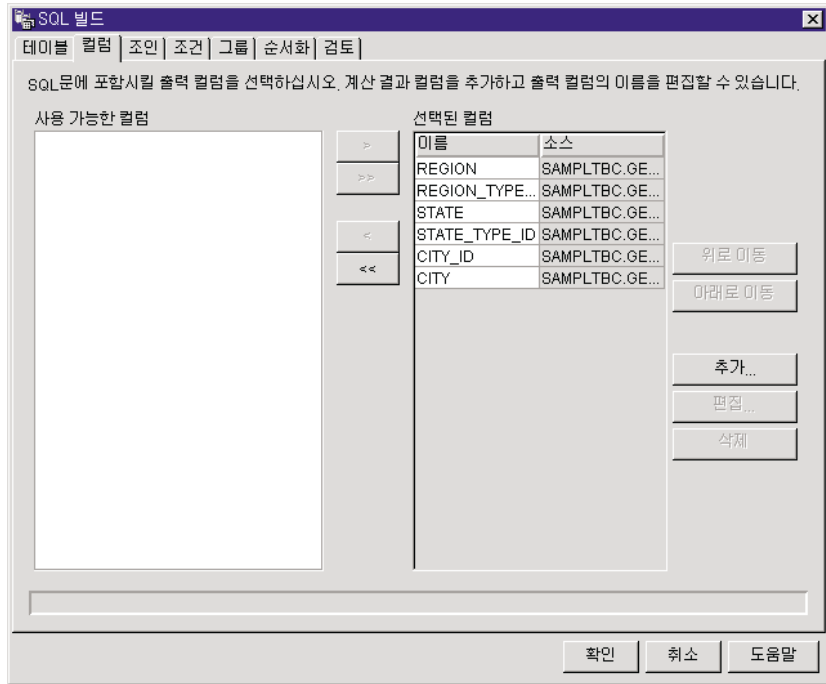 SQL 빌드
테이블 컬럼 조인 조건 그룹 순서화 검토
SQL문에 포함시킬 출력 컬럼을 선택하십시오. 계산 결과 컬럼을 추가하고 출력 컬럼의 이름을 편집할 수 있습니다.
사용 가능한 컬럼
>
>>
<
<<
선택된 컬럼
이름 소스
REGION SAMPLTBC.GE...
REGION_TYPE... SAMPLTBC.GE...
STATE SAMPLTBC.GE...
STATE_TYPE_ID SAMPLTBC.GE...
CITY_ID SAMPLTBC.GE...
CITY SAMPLTBC.GE...
위로 이동
아래로 이동
추가...
편집...
삭제
확인 취소 도움말